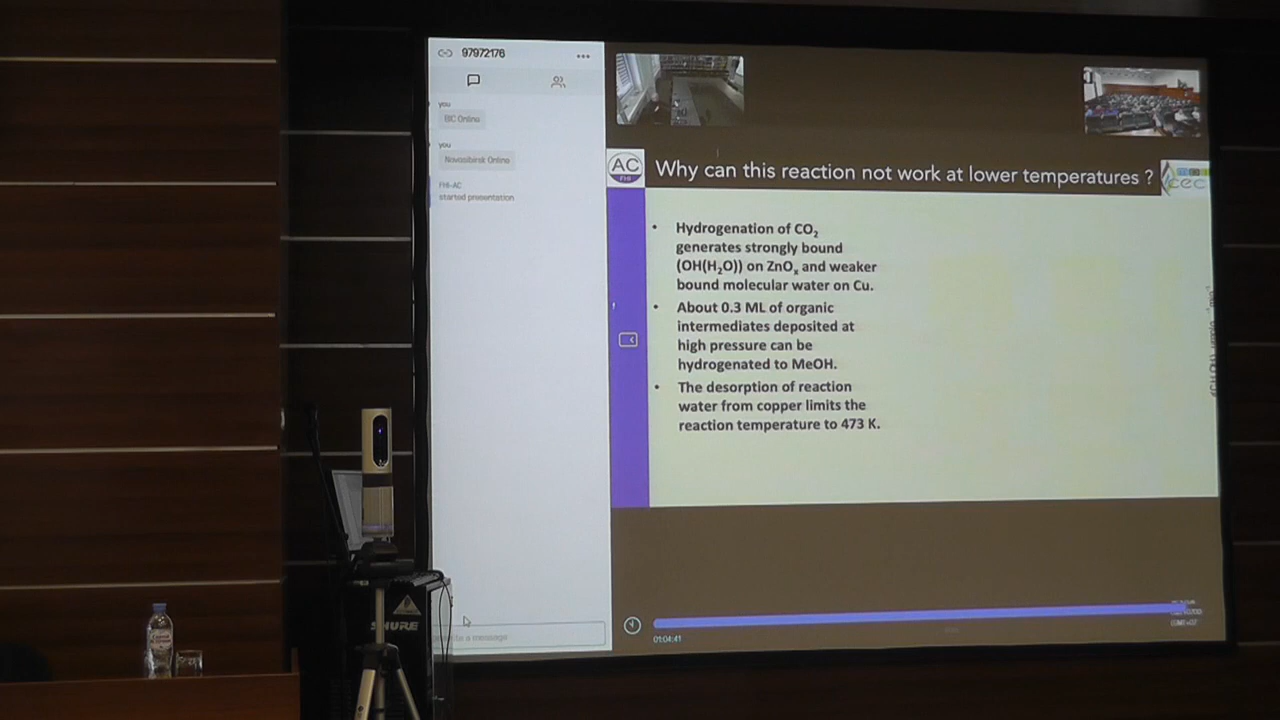 97972176
you
BIC Online
you
Novosibirsk Online
FHI-AC
started presentation
AC
FHI
Why can this reaction not work at lower temperatures ?
cec
• Hydrogenation of CO₂
generates strongly bound
(OH(H₂O)) on ZnOₓ and weaker
bound molecular water on Cu.
• About 0.3 ML of organic
intermediates deposited at
high pressure can be
hydrogenated to MeOH.
• The desorption of reaction
water from copper limits the
reaction temperature to 473 K.
a message
01:04:41
SHURE